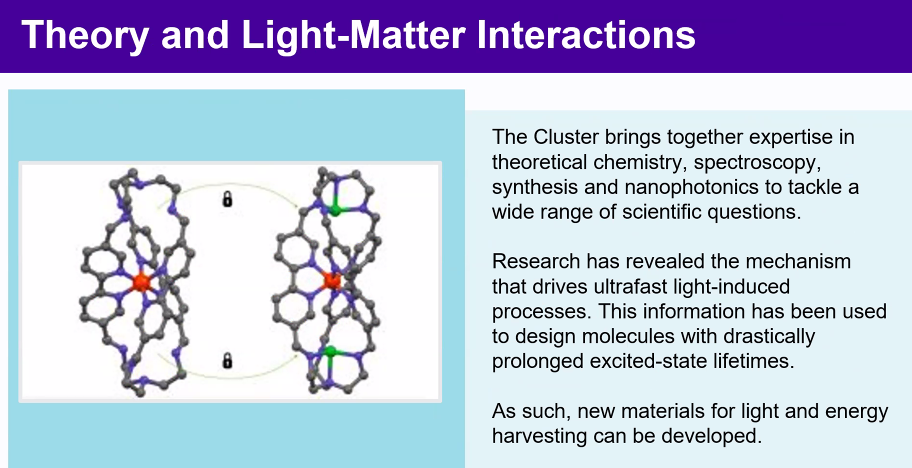 Theory and Light-Matter Interactions
The Cluster brings together expertise in
theoretical chemistry, spectroscopy,
synthesis and nanophotonics to tackle a
wide range of scientific questions.
Research has revealed the mechanism
that drives ultrafast light-induced
processes. This information has been used
to design molecules with drastically
prolonged excited-state lifetimes.
As such, new materials for light and energy
harvesting can be developed.